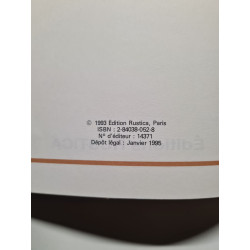 © 1993 Edition Rustica, Paris
ISBN : 2-84038-052-8
N° d'éditeur : 14371
Dépôt légal : Janvier 1995